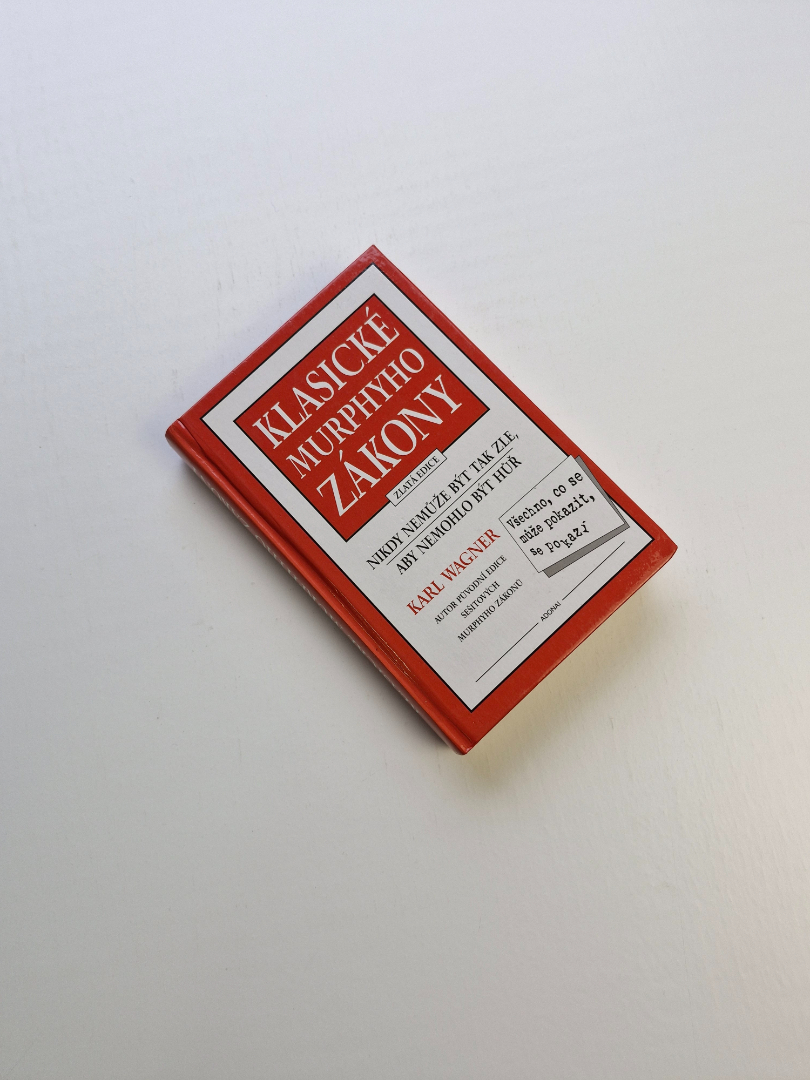 KLASICKÉ
MURPHYHO
ZÁKONY
ZLATÁ EDICE
NIKDY NEMŮŽE BÝT TAK ZLE,
ABY NEMOHLO BÝT HŮŘ
Všechno, co se
může pokazit,
se pokazí
KARL WAGNER
AUTOR PŮVODNÍ EDICE
SEŠITOVÝCH
MURPHYHO ZÁKONŮ
ADONAI